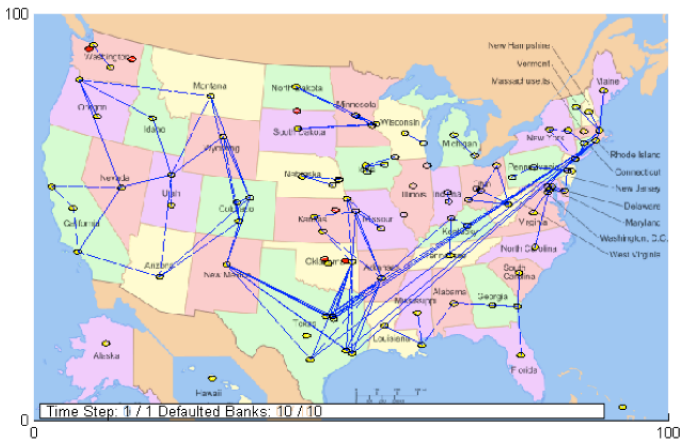 100
New Hampshire
Vermont
Massachusetts
Washington
Montana
North Dakota
Minnesota
Maine
Oregon
Idaho
South Dakota
Wisconsin
Michigan
New York
Wyoming
Rhode Island
Connecticut
New Jersey
Delaware
Maryland
Washington, D.C.
West Virginia
Nebraska
Iowa
Pennsylvania
Nevada
Utah
Colorado
Illinois
Indiana
Ohio
California
Kansas
Missouri
Kentucky
Virginia
Arizona
New Mexico
Oklahoma
Arkansas
North Carolina
South
Carolina
Mississippi
Alabama
Georgia
Texas
Louisiana
Alaska
Hawaii
Florida
Time Step: 1 / 1 Defaulted Banks: 10 / 10
0
0
100